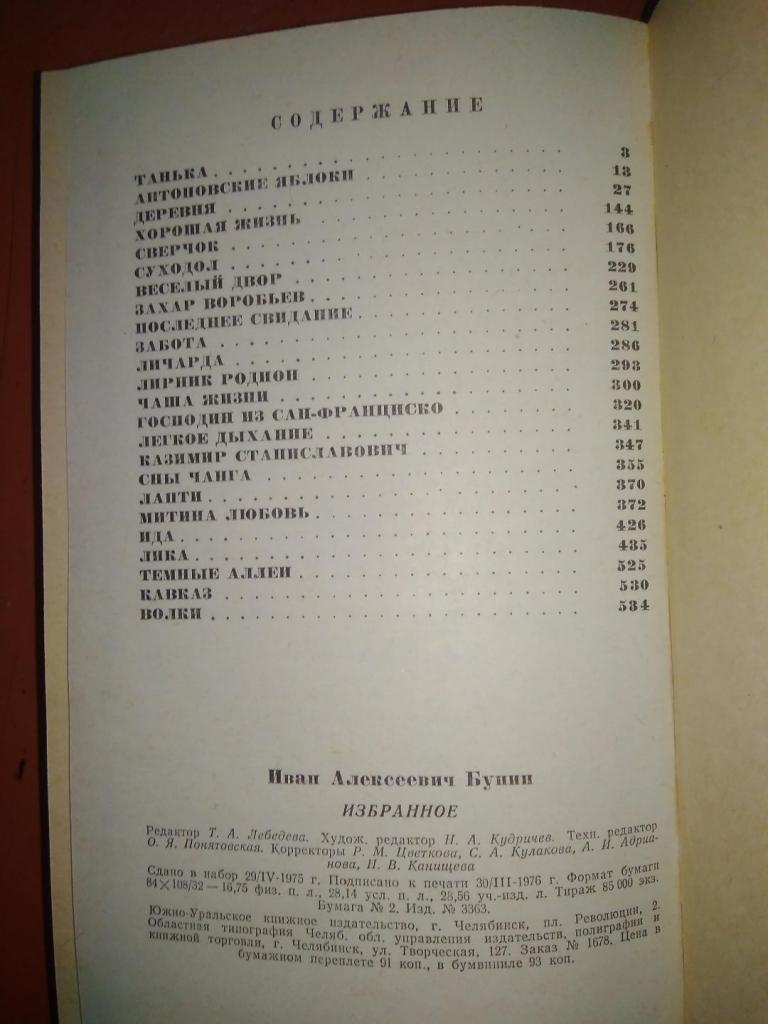 СОДЕРЖАНИЕ
ТАНЬКА . . . . . . . . . . . . . . . . 3
АНТОНОВСКИЕ ЯБЛОКИ . . . . . . . . . 13
ДЕРЕВНЯ . . . . . . . . . . . . . . . . 27
ХОРОШАЯ ЖИЗНЬ . . . . . . . . . . . 144
СВЕРЧОК . . . . . . . . . . . . . . . . 166
СУХОДОЛ . . . . . . . . . . . . . . . . 176
ВЕСЕЛЫЙ ДВОР . . . . . . . . . . . . 229
ЗАХАР ВОРОБЬЕВ . . . . . . . . . . . 261
ПОСЛЕДНЕЕ СВИДАНИЕ . . . . . . . . . 274
ЗАБОТА . . . . . . . . . . . . . . . . 281
ЛИЧАРДА . . . . . . . . . . . . . . . 286
ЛИРНИК РОДИОН . . . . . . . . . . . . 293
ЧАША ЖИЗНИ . . . . . . . . . . . . . 300
ГОСПОДИН ИЗ САН-ФРАНЦИСКО . . . . . . 320
ЛЕГКОЕ ДЫХАНИЕ . . . . . . . . . . . 341
КАЗИМИР СТАНИСЛАВОВИЧ . . . . . . . . 347
СНЫ ЧАНГА . . . . . . . . . . . . . . 355
ЛАПТИ . . . . . . . . . . . . . . . . 370
МИТИНА ЛЮБОВЬ . . . . . . . . . . . . 372
ИДА . . . . . . . . . . . . . . . . . 426
ЛИКА . . . . . . . . . . . . . . . . . 435
ТЕМНЫЕ АЛЛЕИ . . . . . . . . . . . . 525
КАВКАЗ . . . . . . . . . . . . . . . . 530
ВОЛКИ . . . . . . . . . . . . . . . . 534
Иван Алексеевич Бунин
ИЗБРАННОЕ
Редактор Т. А. Лебедева. Худож. редактор Н. А. Кудричев. Техн. редактор
О. Я. Понятовская. Корректоры Р. М. Цветкова, С. А. Кулакова, А. И. Адриа-
нова, Н. В. Канищева
Сдано в набор 29/IV-1975 г. Подписано к печати 30/III-1976 г. Формат бумаги
84×108/32 — 16,75 физ. п. л., 28,14 усл. п. л., 28,56 уч.-изд. л. Тираж 85 000 экз.
Бумага № 2. Изд. № 3363.
Южно-Уральское книжное издательство, г. Челябинск, пл. Революции, 2.
Областная типография Челяб. обл. управления издательств, полиграфии и
книжной торговли, г. Челябинск, ул. Творческая, 127. Заказ № 1678. Цена в
бумажном переплете 91 коп., в бумвиниле 93 коп.